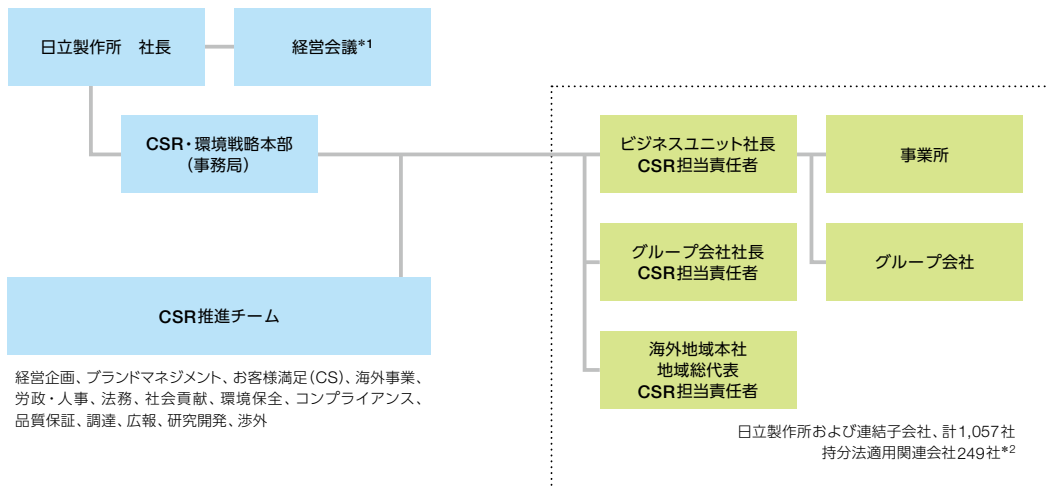 日立製作所　社長
経営会議*1
CSR・環境戦略本部
（事務局）
CSR推進チーム
経営企画、ブランドマネジメント、お客様満足（CS）、海外事業、
労政・人事、法務、社会貢献、環境保全、コンプライアンス、
品質保証、調達、広報、研究開発、渉外
ビジネスユニット社長
CSR担当責任者
事業所
グループ会社社長
CSR担当責任者
グループ会社
海外地域本社
地域総代表
CSR担当責任者
日立製作所および連結子会社、計1,057社
持分法適用関連会社249社*2